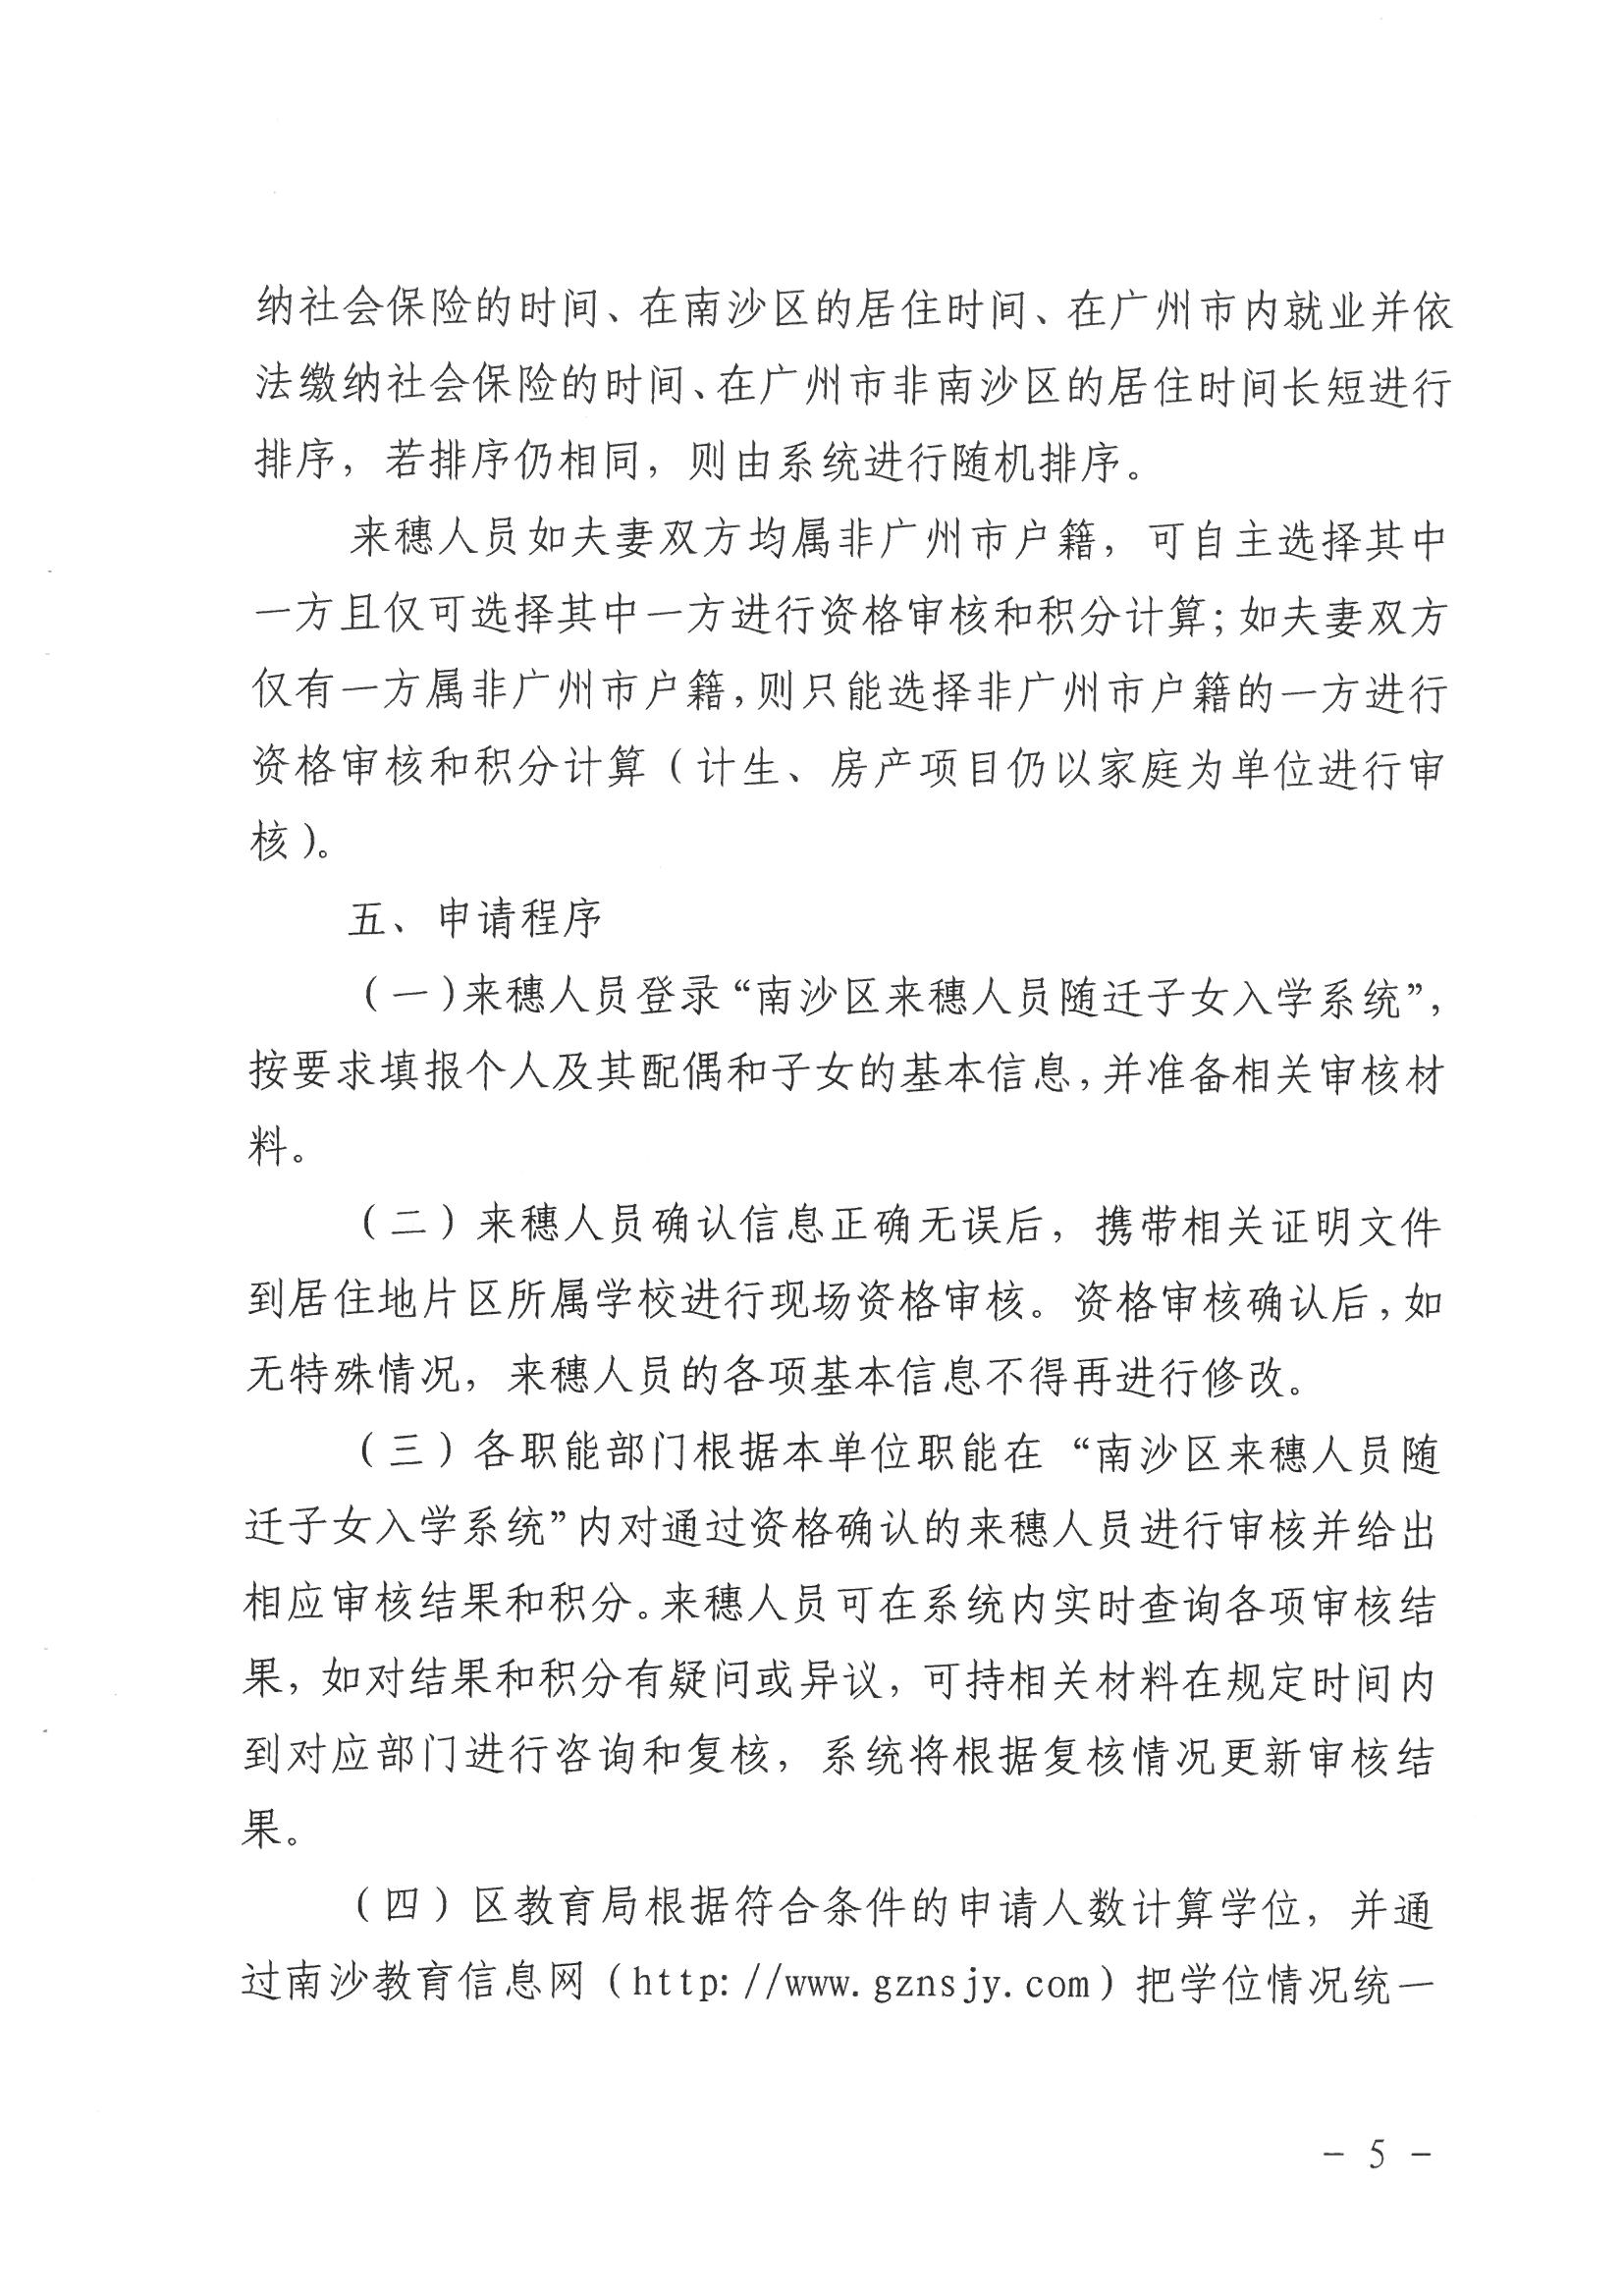 纳社会保险的时间、在南沙区的居住时间、在广州市内就业并依
法缴纳社会保险的时间、在广州市非南沙区的居住时间长短进行
排序，若排序仍相同，则由系统进行随机排序。
来穗人员如夫妻双方均属非广州市户籍，可自主选择其中
一方且仅可选择其中一方进行资格审核和积分计算；如夫妻双方
仅有一方属非广州市户籍，则只能选择非广州市户籍的一方进行
资格审核和积分计算（计生、房产项目仍以家庭为单位进行审
核）。
五、申请程序
（一）来穗人员登录“南沙区来穗人员随迁子女入学系统”，
按要求填报个人及其配偶和子女的基本信息，并准备相关审核材
料。
（二）来穗人员确认信息正确无误后，携带相关证明文件
到居住地片区所属学校进行现场资格审核。资格审核确认后，如
无特殊情况，来穗人员的各项基本信息不得再进行修改。
（三）各职能部门根据本单位职能在“南沙区来穗人员随
迁子女入学系统”内对通过资格确认的来穗人员进行审核并给出
相应审核结果和积分。来穗人员可在系统内实时查询各项审核结
果，如对结果和积分有疑问或异议，可持相关材料在规定时间内
到对应部门进行咨询和复核，系统将根据复核情况更新审核结
果。
（四）区教育局根据符合条件的申请人数计算学位，并通
过南沙教育信息网（http://www.gznsjy.com）把学位情况统一
- 5 -